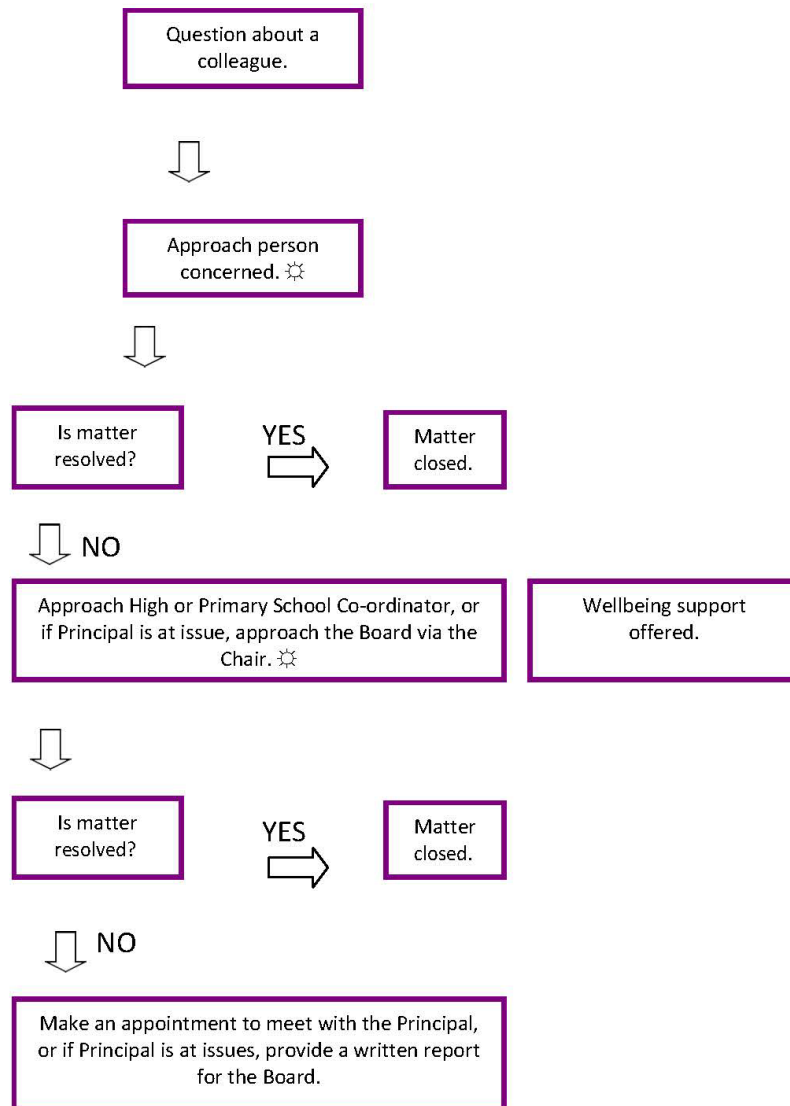 Question about a
colleague.
Approach person
concerned. ☼
Is matter
resolved?
YES
Matter
closed.
NO
Approach High or Primary School Co-ordinator, or
if Principal is at issue, approach the Board via the
Chair. ☼
Wellbeing support
offered.
Is matter
resolved?
YES
Matter
closed.
NO
Make an appointment to meet with the Principal,
or if Principal is at issues, provide a written report
for the Board.